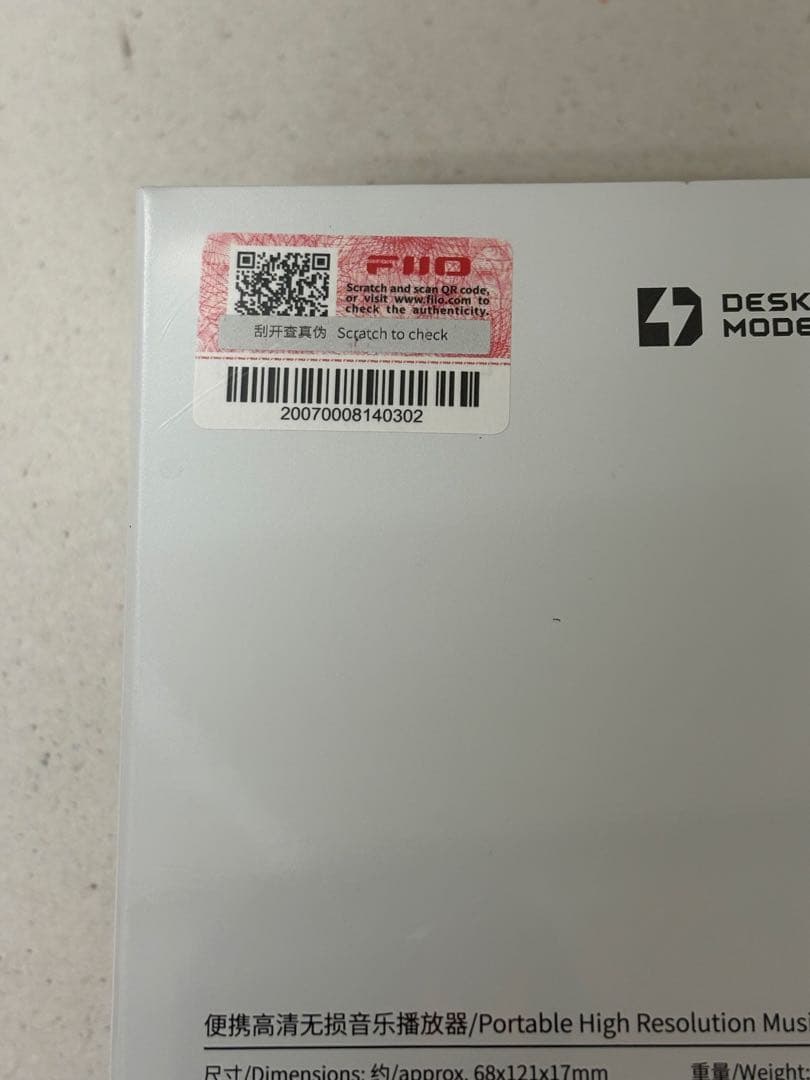 FIIO
Scratch and scan QR code,
or visit www.fiio.com to
check the authenticity.
刮开查真伪 Scratch to check
20070008140302
DESK
MODE
便携高清无损音乐播放器/Portable High Resolution Musi
尺寸/Dimensions: 约/approx. 68x121x17mm 重量/Weight: